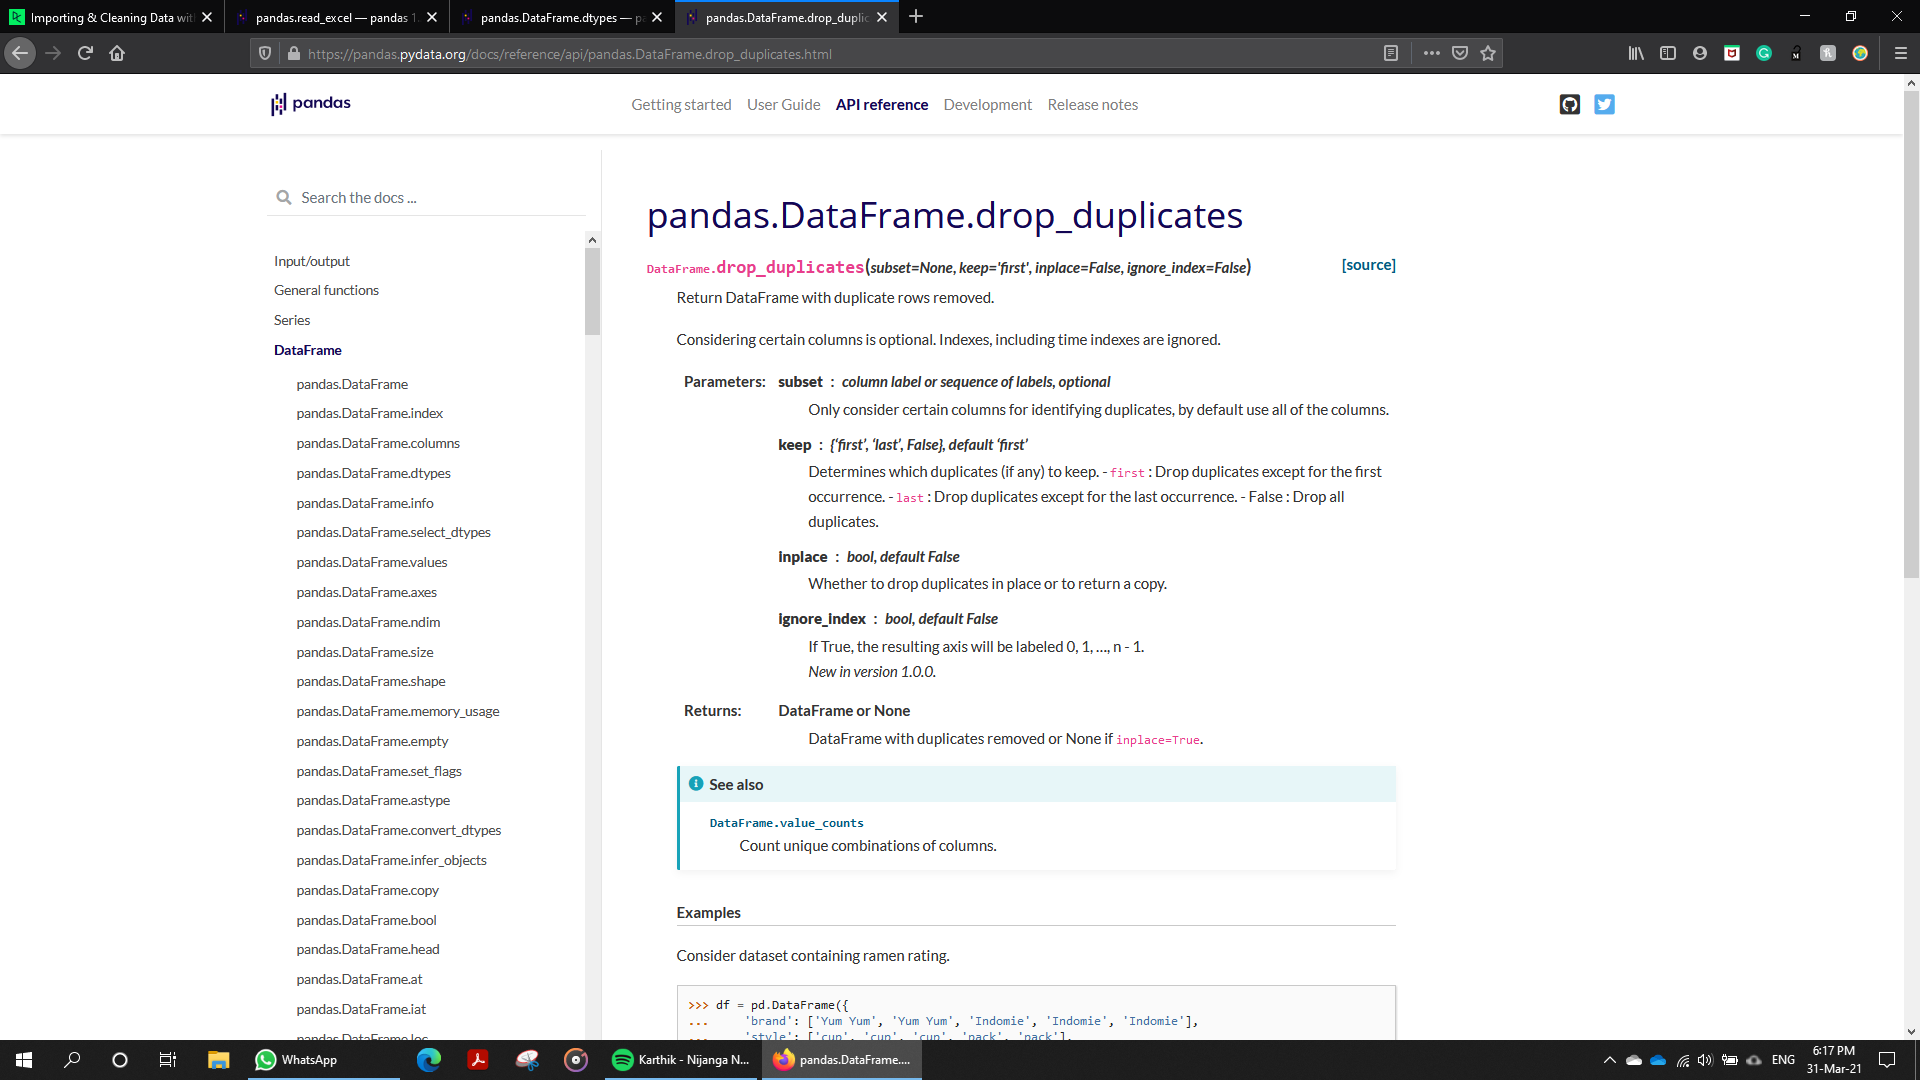 Importing & Cleaning Data wit
pandas.read_excel — pandas 1.
pandas.DataFrame.dtypes — p
pandas.DataFrame.drop_duplic
https://pandas.pydata.org/docs/reference/api/pandas.DataFrame.drop_duplicates.html
pandas
Getting started
User Guide
API reference
Development
Release notes
Search the docs ...
Input/output
General functions
Series
DataFrame
pandas.DataFrame
pandas.DataFrame.index
pandas.DataFrame.columns
pandas.DataFrame.dtypes
pandas.DataFrame.info
pandas.DataFrame.select_dtypes
pandas.DataFrame.values
pandas.DataFrame.axes
pandas.DataFrame.ndim
pandas.DataFrame.size
pandas.DataFrame.shape
pandas.DataFrame.memory_usage
pandas.DataFrame.empty
pandas.DataFrame.set_flags
pandas.DataFrame.astype
pandas.DataFrame.convert_dtypes
pandas.DataFrame.infer_objects
pandas.DataFrame.copy
pandas.DataFrame.bool
pandas.DataFrame.head
pandas.DataFrame.at
pandas.DataFrame.iat
pandas.DataFrame.loc
pandas.DataFrame.drop_duplicates
DataFrame.drop_duplicates(subset=None, keep='first', inplace=False, ignore_index=False) [source]
Return DataFrame with duplicate rows removed.
Considering certain columns is optional. Indexes, including time indexes are ignored.
Parameters: subset : column label or sequence of labels, optional
Only consider certain columns for identifying duplicates, by default use all of the columns.
keep : {‘first’, ‘last’, False}, default ‘first’
Determines which duplicates (if any) to keep. - first : Drop duplicates except for the first
occurrence. - last : Drop duplicates except for the last occurrence. - False : Drop all
duplicates.
inplace : bool, default False
Whether to drop duplicates in place or to return a copy.
ignore_index : bool, default False
If True, the resulting axis will be labeled 0, 1, …, n - 1.
New in version 1.0.0.
Returns: DataFrame or None
DataFrame with duplicates removed or None if inplace=True.
See also
DataFrame.value_counts
Count unique combinations of columns.
Examples
Consider dataset containing ramen rating.
>>> df = pd.DataFrame({
... 'brand': ['Yum Yum', 'Yum Yum', 'Indomie', 'Indomie', 'Indomie'],
... 'style': ['cup', 'cup', 'cup', 'pack', 'pack'],
WhatsApp
Karthik - Nijanga N...
pandas.DataFrame....
ENG
6:17 PM
31-Mar-21